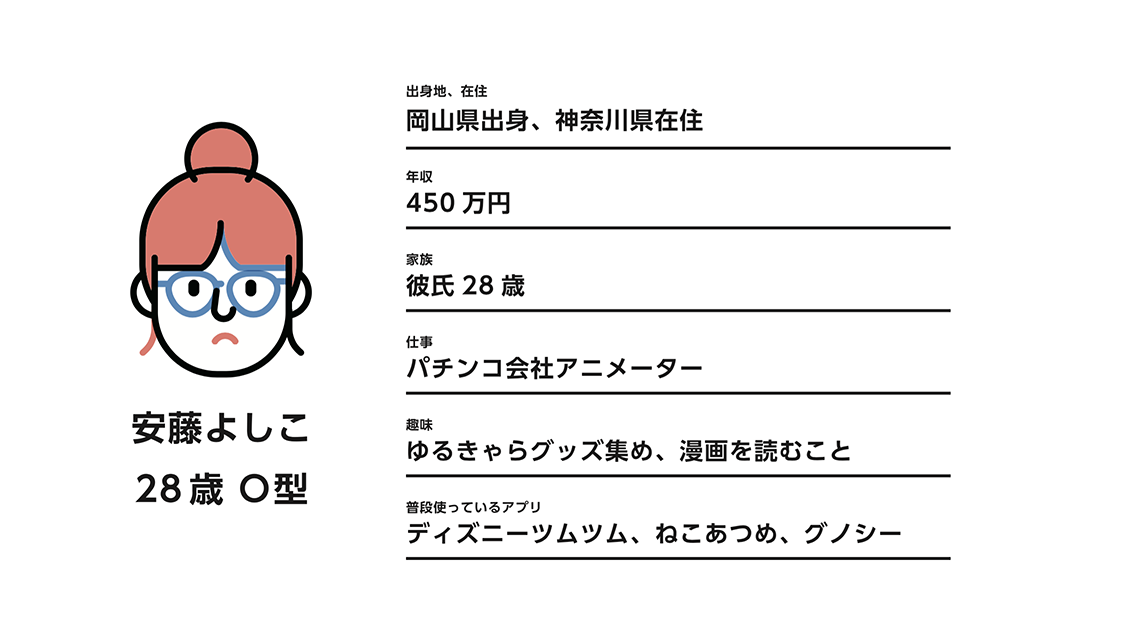 安藤よしこ
28歳 O型
出身地、在住
岡山県出身、神奈川県在住
年収
450 万円
家族
彼氏 28 歳
仕事
パチンコ会社アニメーター
趣味
ゆるきゃらグッズ集め、漫画を読むこと
普段使っているアプリ
ディズニーツムツム、ねこあつめ、グノシー